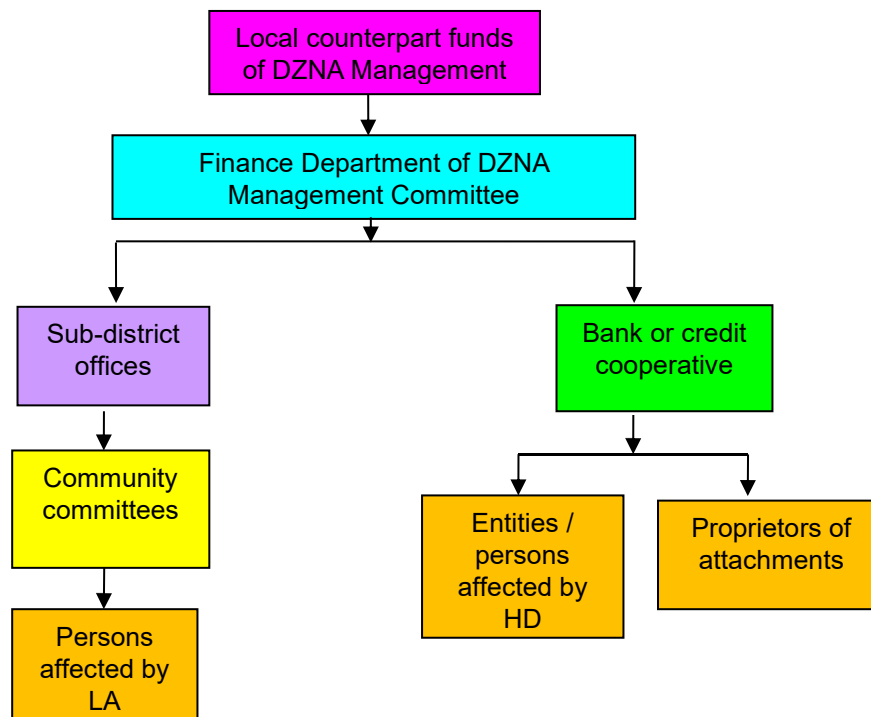 Local counterpart funds
of DZNA Management
Finance Department of DZNA
Management Committee
Sub-district
offices
Bank or credit
cooperative
Community
committees
Entities /
persons
affected by
HD
Proprietors of
attachments
Persons
affected by
LA